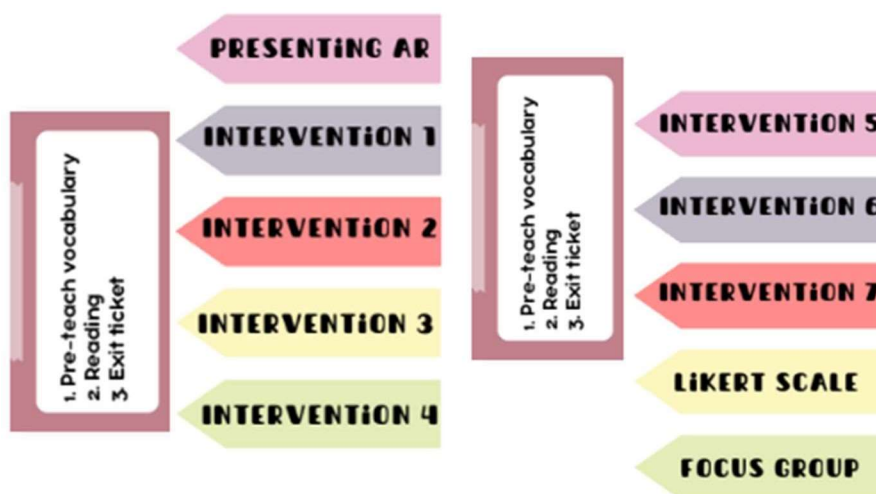 PRESENTING AR
INTERVENTION 1
INTERVENTION 2
INTERVENTION 3
INTERVENTION 4
1. Pre-teach vocabulary
2. Reading
3. Exit ticket
INTERVENTION 5
INTERVENTION 6
INTERVENTION 7
LIKERT SCALE
FOCUS GROUP
1. Pre-teach vocabulary
2. Reading
3. Exit ticket